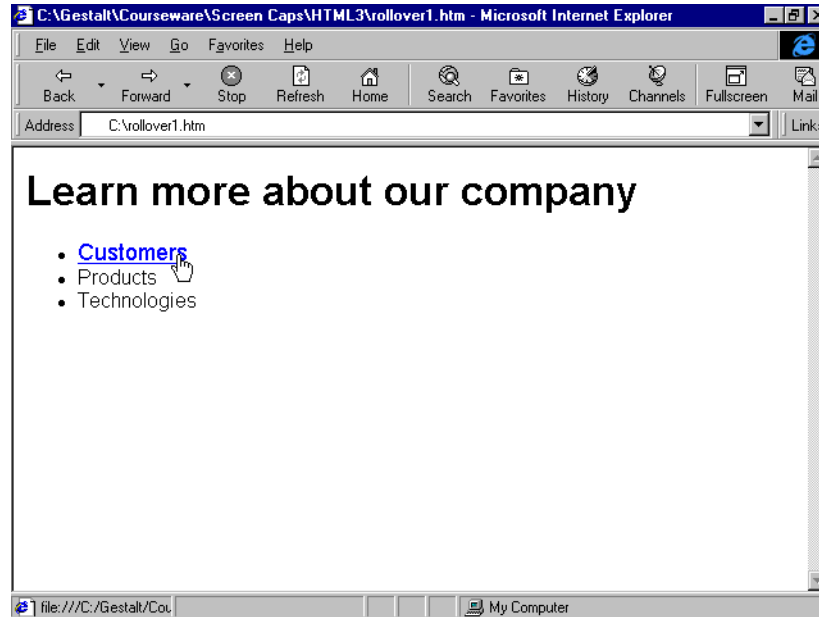 C:\Gestalt\Courseware\Screen Caps\HTML3\rollover1.htm - Microsoft Internet Explorer
File Edit View Go Favorites Help
Back Forward Stop Refresh Home Search Favorites History Channels Fullscreen Mail
Address C:\rollover1.htm Links
Learn more about our company
• Customers
• Products
• Technologies
file:///C:/Gestalt/Cou My Computer